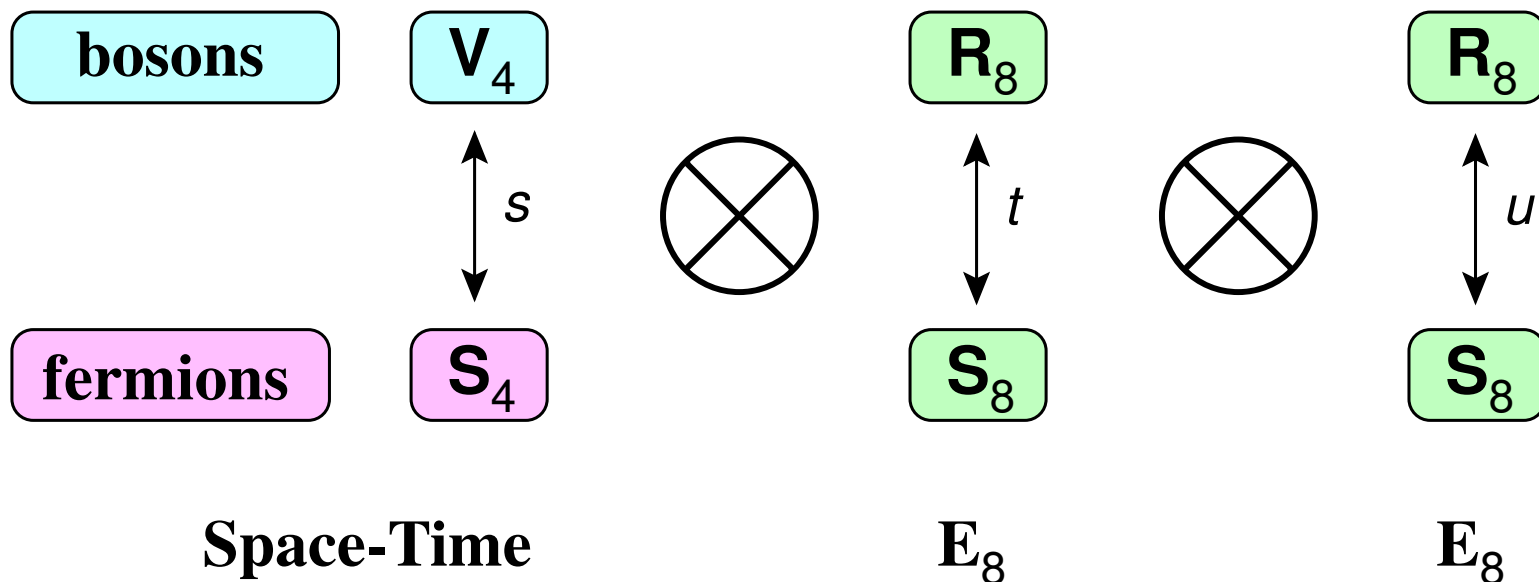 bosons V₄ R₈ R₈
s t u
fermions S₄ S₈ S₈
Space-Time E₈ E₈